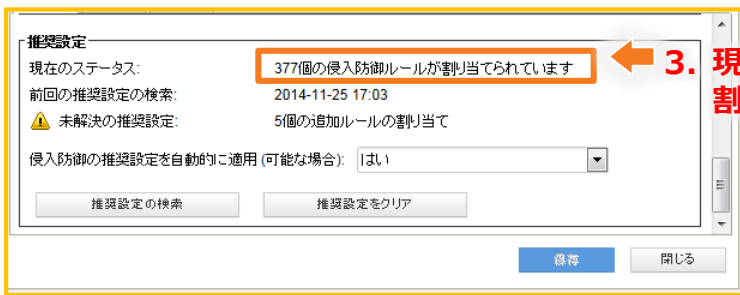 推奨設定
現在のステータス: 377個の侵入防御ルールが割り当てられています
3. 現
割
前回の推奨設定の検索: 2014-11-25 17:03
未解決の推奨設定: 5個の追加ルールの割り当て
侵入防御の推奨設定を自動的に適用 (可能な場合): はい
推奨設定の検索 推奨設定をクリア
保存 閉じる